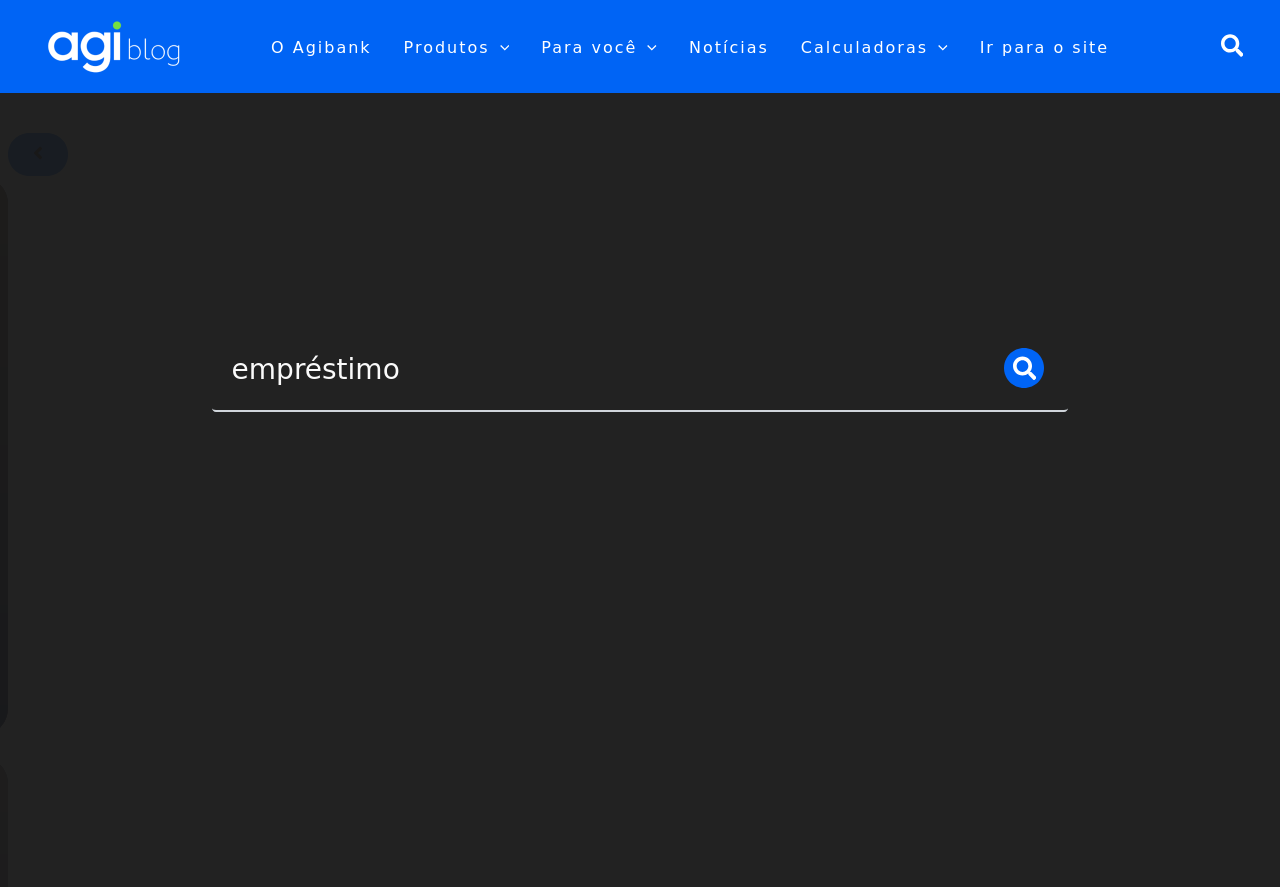 agi blog
O Agibank Produtos Para você Notícias Calculadoras Ir para o site
empréstimo